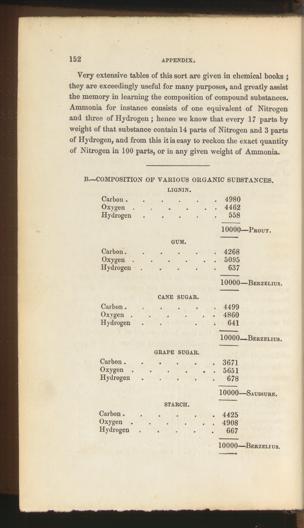 152 APPENDIX.
Very extensive tables of this sort are given in chemical books ;
they are exceedingly useful for many purposes, and greatly assist
the memory in learning the composition of compound substances.
Ammonia for instance consists of one equivalent of Nitrogen
and three of Hydrogen ; hence we know that every 17 parts by
weight of that substance contain 14 parts of Nitrogen and 3 parts
of Hydrogen, and from this it is easy to reckon the exact quantity
of Nitrogen in 100 parts, or in any given weight of Ammonia.
B.—COMPOSITION OF VARIOUS ORGANIC SUBSTANCES.
LIGNIN.
Carbon . . . . . . 4980
Oxygen . . . . . . 4462
Hydrogen . . . . . 558
10000—PROUT.
GUM.
Carbon . . . . . . 4268
Oxygen . . . . . . 5095
Hydrogen . . . . . 637
10000—BERZELIUS.
CANE SUGAR.
Carbon . . . . . . 4499
Oxygen . . . . . . 4860
Hydrogen . . . . . 641
10000—BERZELIUS.
GRAPE SUGAR.
Carbon . . . . . . 3671
Oxygen . . . . . . 5651
Hydrogen . . . . . 678
10000—SAUSSURE.
STARCH.
Carbon . . . . . . 4425
Oxygen . . . . . . 4908
Hydrogen . . . . . 667
10000—BERZELIUS.